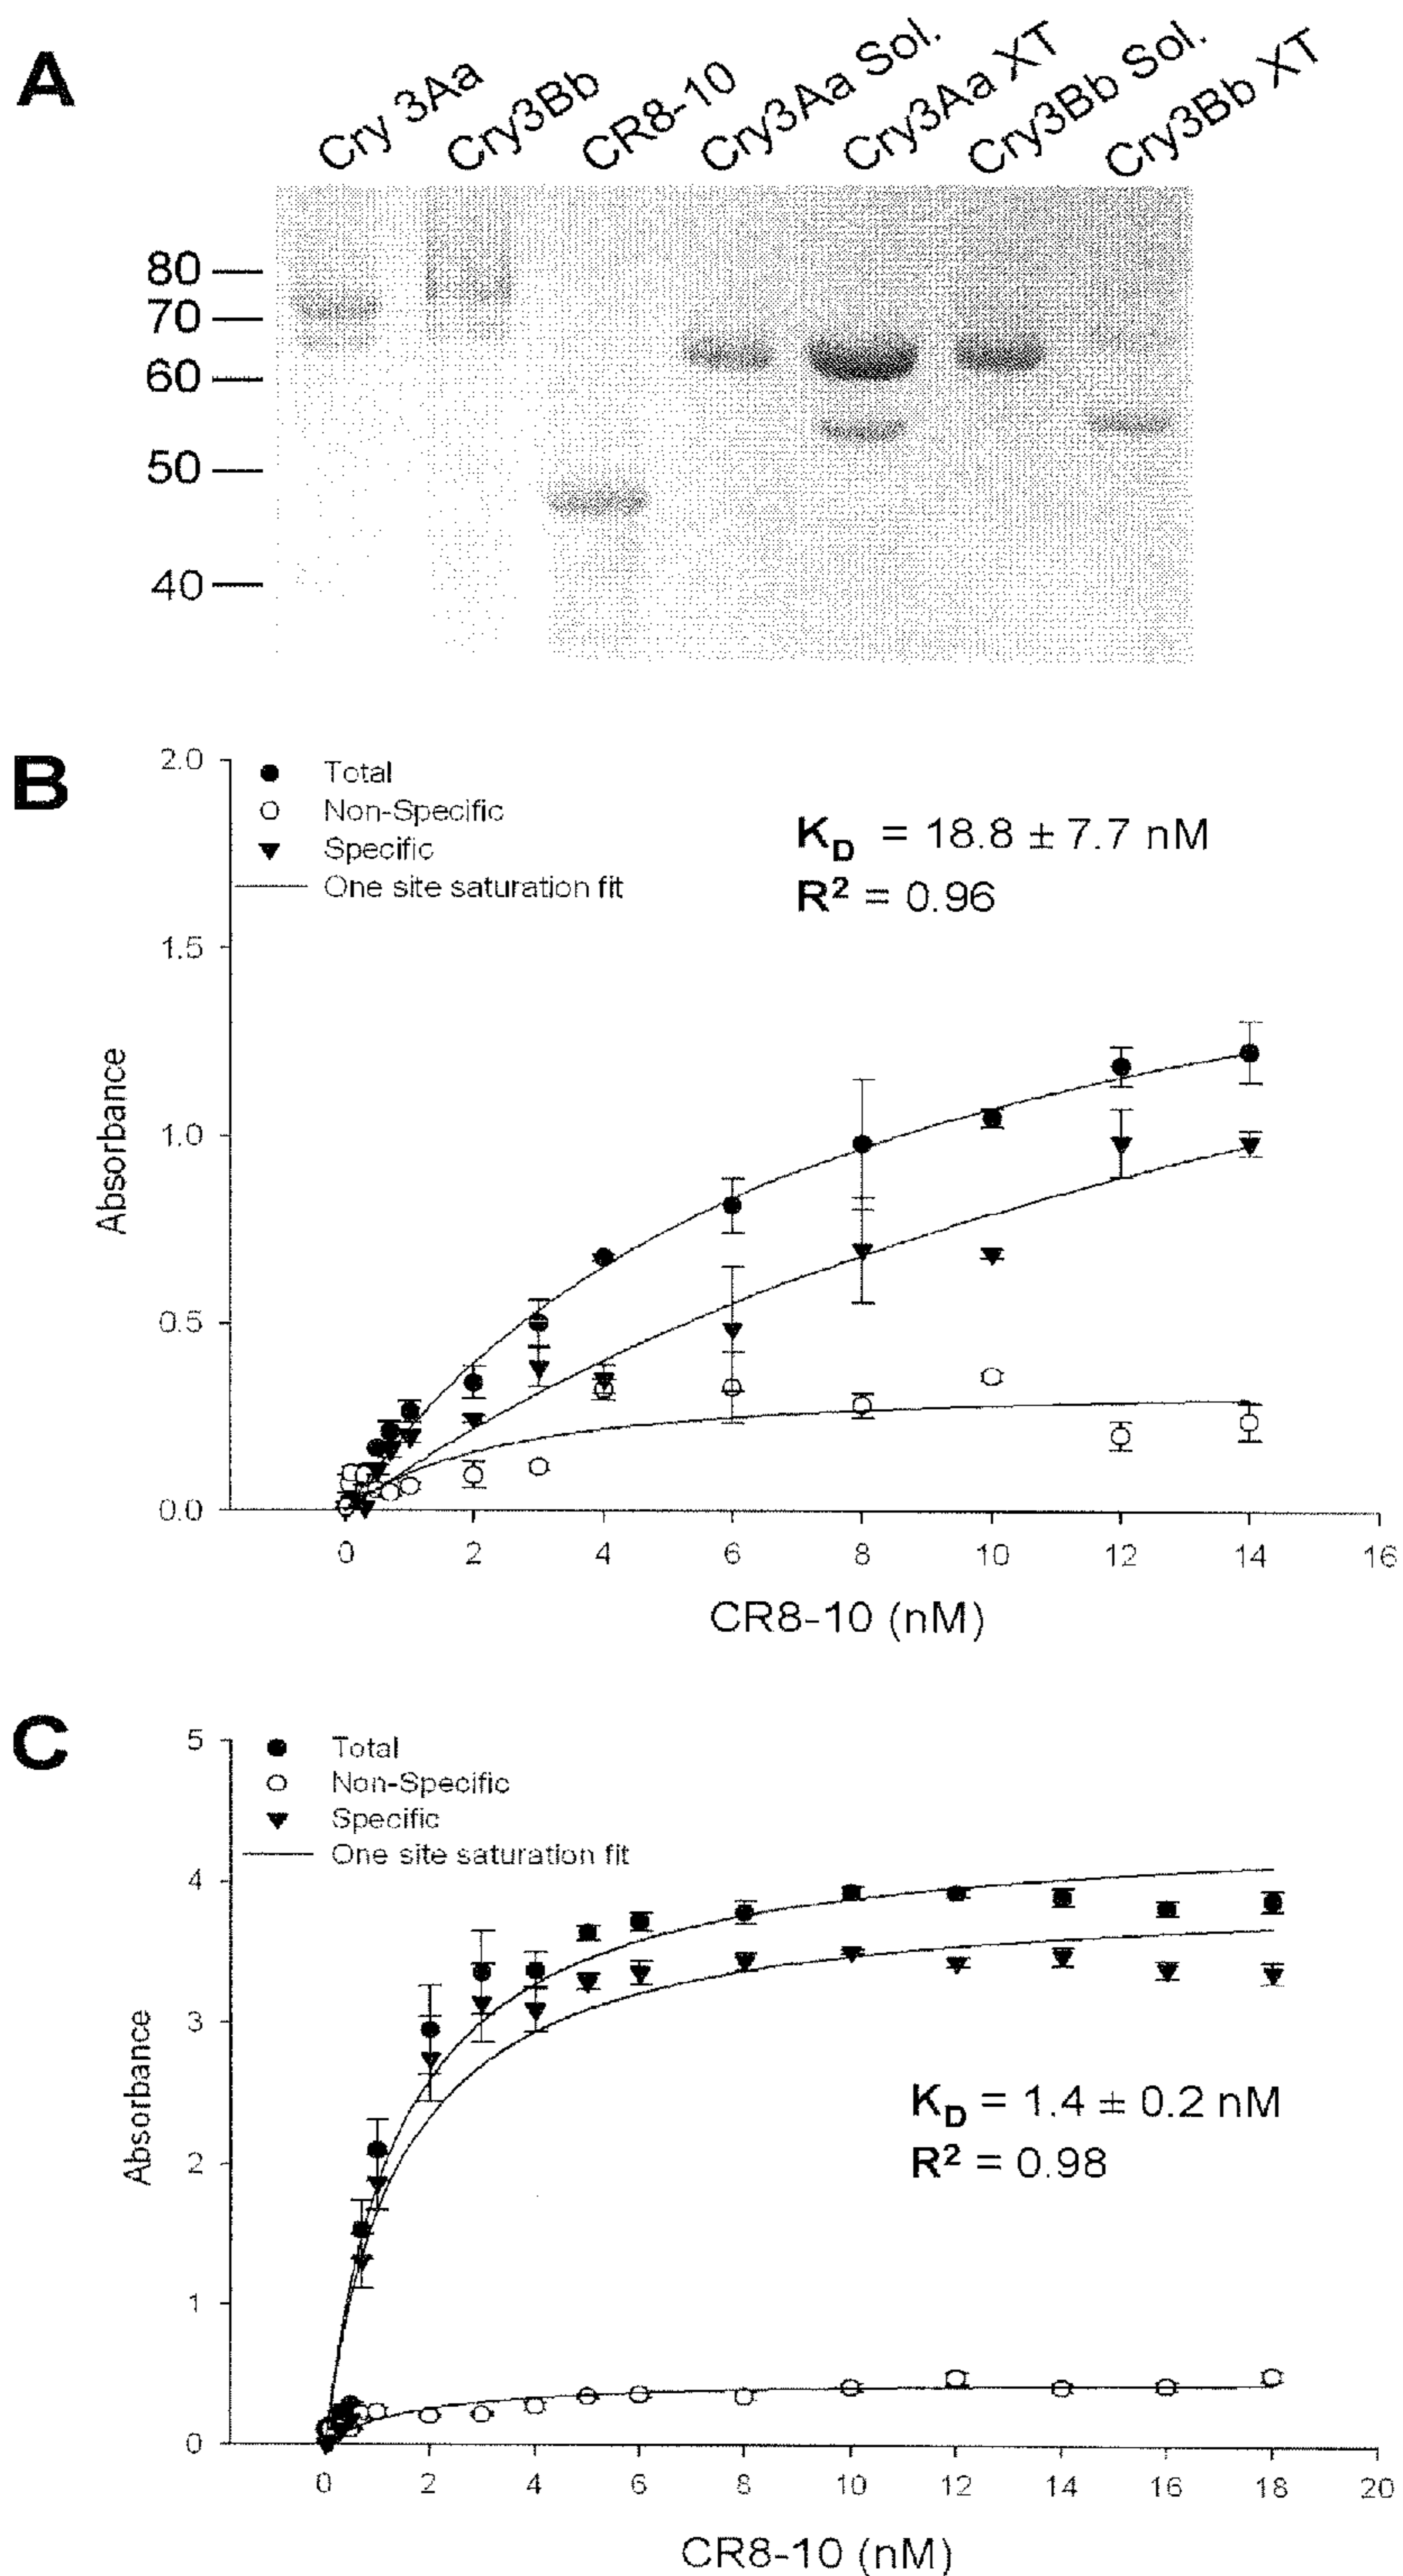 A
Cry 3Aa
Cry3Bb
CR8-10
Cry3Aa Sol.
Cry3Aa XT
Cry3Bb Sol.
Cry3Bb XT
80
70
60
50
40
B
2.0
1.5
1.0
0.5
0.0
Absorbance
Total
Non-Specific
Specific
One site saturation fit
KD = 18.8 ± 7.7 nM
R² = 0.96
0 2 4 6 8 10 12 14 16
CR8-10 (nM)
C
5
4
3
2
1
0
Absorbance
Total
Non-Specific
Specific
One site saturation fit
KD = 1.4 ± 0.2 nM
R² = 0.98
0 2 4 6 8 10 12 14 16 18 20
CR8-10 (nM)